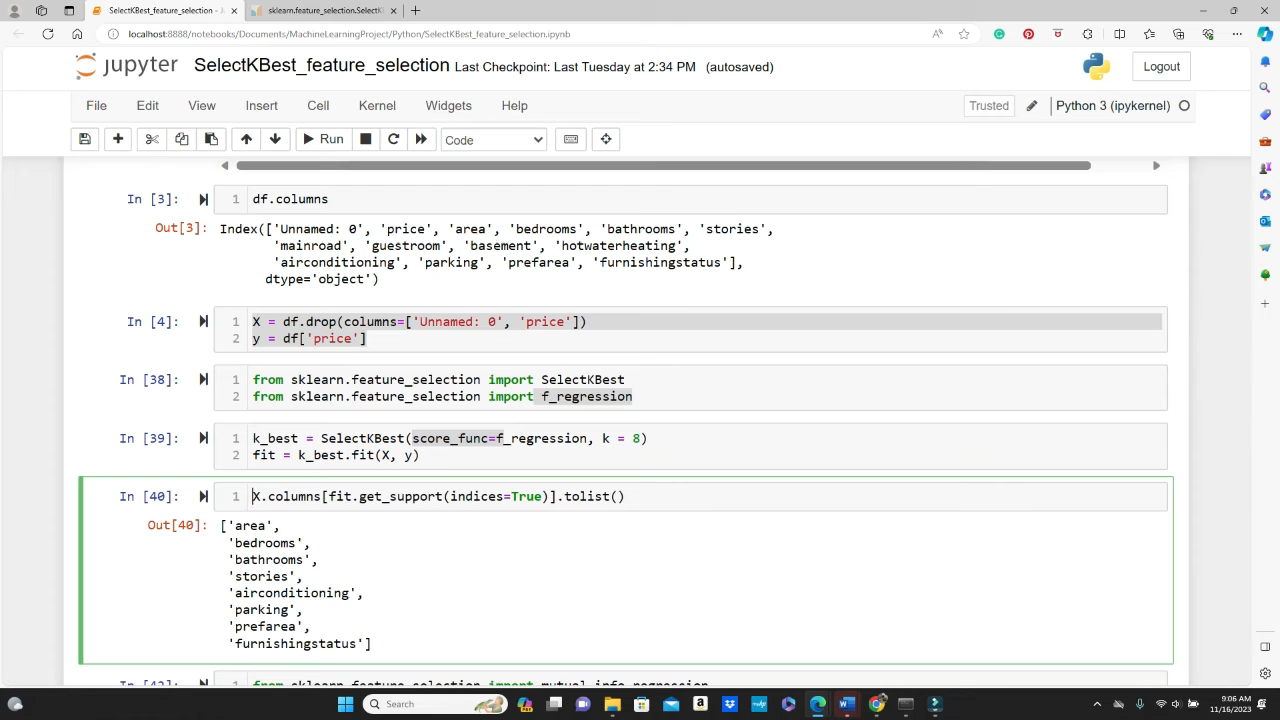 SelectKBest_feature_selection - J
sklearn.feature_selection.SelectKE
localhost:8888/notebooks/Documents/MachineLearningProject/Python/SelectKBest_feature_selection.ipynb
jupyter SelectKBest_feature_selection Last Checkpoint: Last Tuesday at 2:34 PM (autosaved)
Logout
File Edit View Insert Cell Kernel Widgets Help
Trusted
Python 3 (ipykernel)
Run
Code
In [3]: 1 df.columns
Out[3]: Index(['Unnamed: 0', 'price', 'area', 'bedrooms', 'bathrooms', 'stories',
'mainroad', 'guestroom', 'basement', 'hotwaterheating',
'airconditioning', 'parking', 'prefarea', 'furnishingstatus'],
dtype='object')
In [4]: 1 X = df.drop(columns=['Unnamed: 0', 'price'])
2 y = df['price']
In [38]: 1 from sklearn.feature_selection import SelectKBest
2 from sklearn.feature_selection import f_regression
In [39]: 1 k_best = SelectKBest(score_func=f_regression, k = 8)
2 fit = k_best.fit(X, y)
In [40]: 1 X.columns[fit.get_support(indices=True)].tolist()
Out[40]: ['area',
'bedrooms',
'bathrooms',
'stories',
'airconditioning',
'parking',
'prefarea',
'furnishingstatus']
from sklearn.feature_selection import mutual_info_regression
Search
9:06 AM
11/16/2023